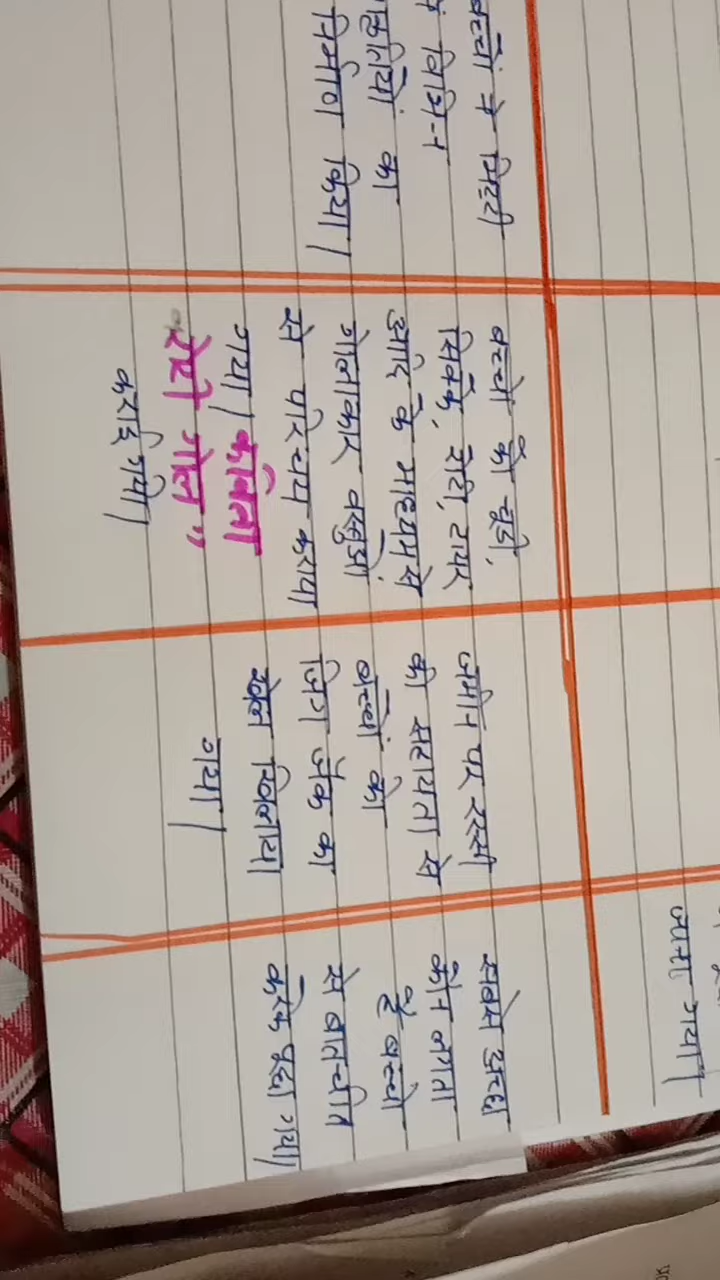 बच्चों ने मिट्टी
विभिन्न
का
निर्माण किया।
बच्चों को चूडी,
सिक्के, रोटी, टायर
आदि के माध्यम से
गोलाकार वस्तुओं
से परिचय कराया
गया। कविता
गोल"
कराई गयी।
जमीन पर रस्सी
की सहायता से
बच्चों को
जिग जैक का
खेल खिलाया
गया।
सबसे अच्छा
कौन लगता
है बच्चो
से बातचीत
करके पूछा गया।
गया।